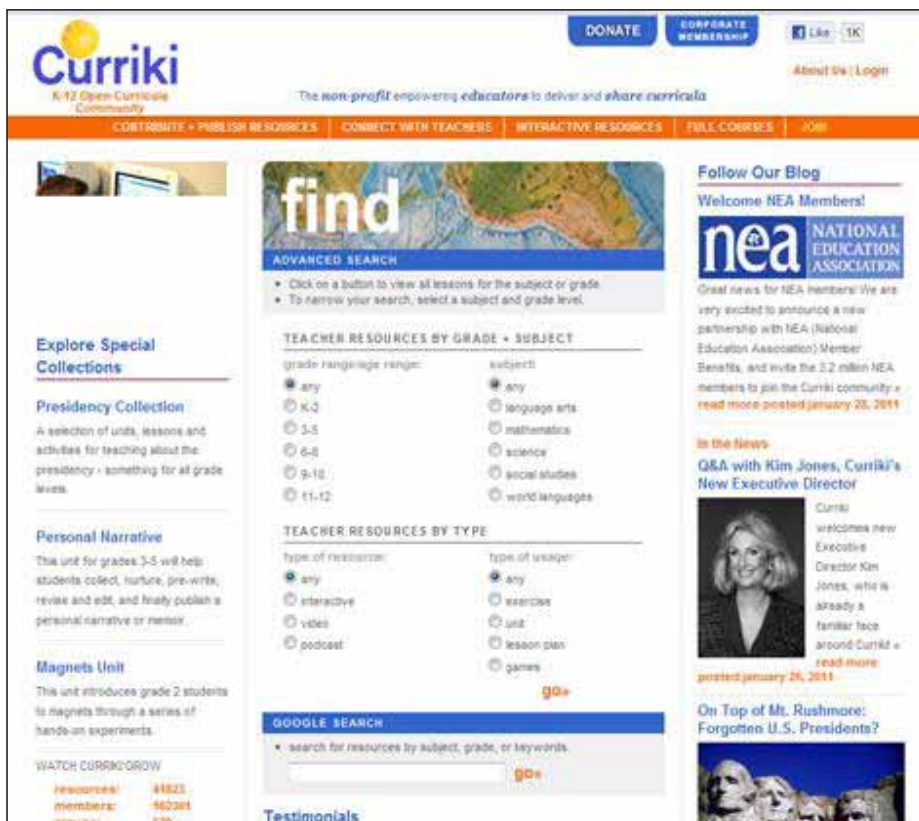 DONATE
CORPORATE
MEMBERSHIP
Like 1K
Curriki
K-12 Open Curricula
Community
About Us | Login
The non-profit empowering educators to deliver and share curricula
CONTRIBUTE + PUBLISH RESOURCES
CONNECT WITH TEACHERS
INTERACTIVE RESOURCES
FULL COURSES
JOIN
Explore Special
Collections
Presidency Collection
A selection of units, lessons and
activities for teaching about the
presidency - something for all grade
levels.
Personal Narrative
This unit for grades 3-5 will help
students collect, nurture, pre-write,
revise and edit, and finally publish a
personal narrative or memoir.
Magnets Unit
This unit introduces grade 2 students
to magnets through a series of
hands-on experiments.
WATCH CURRIKI GROW
resources: 41823
members: 162301
find
ADVANCED SEARCH
Click on a button to view all lessons for the subject or grade.
To narrow your search, select a subject and grade level.
TEACHER RESOURCES BY GRADE + SUBJECT
grade range/age range:
any
K-2
3-5
6-8
9-10
11-12
subject:
any
language arts
mathematics
science
social studies
world languages
TEACHER RESOURCES BY TYPE
type of resource:
any
interactive
video
podcast
type of usage:
any
exercise
unit
lesson plan
games
go»
GOOGLE SEARCH
search for resources by subject, grade, or keywords.
go»
Testimonials
Follow Our Blog
Welcome NEA Members!
nea
NATIONAL
EDUCATION
ASSOCIATION
Great news for NEA members! We are
very excited to announce a new
partnership with NEA (National
Education Association) Member
Benefits, and invite the 3.2 million NEA
members to join the Curriki community »
read more posted january 28, 2011
In the News
Q&A with Kim Jones, Curriki's
New Executive Director
Curriki
welcomes new
Executive
Director Kim
Jones, who is
already a
familiar face
around Curriki! »
read more
posted january 26, 2011
On Top of Mt. Rushmore:
Forgotten U.S. Presidents?